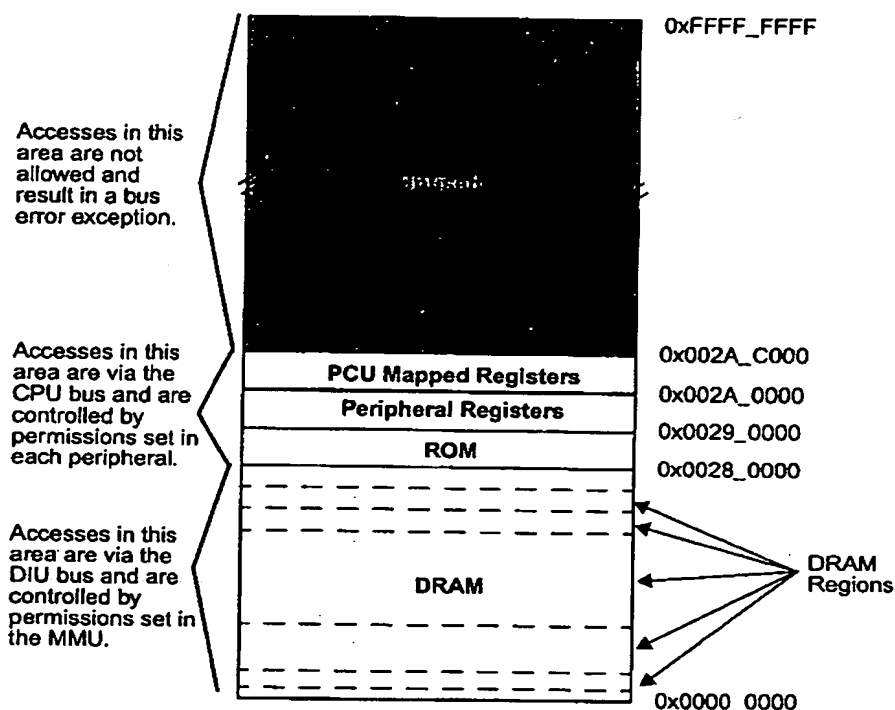 0xFFFF_FFFF
Accesses in this
area are not
allowed and
result in a bus
error exception.
0x002A_C000
PCU Mapped Registers
0x002A_0000
Peripheral Registers
0x0029_0000
ROM
0x0028_0000
Accesses in this
area are via the
CPU bus and are
controlled by
permissions set in
each peripheral.
Accesses in this
area are via the
DIU bus and are
controlled by
permissions set in
the MMU.
DRAM
DRAM
Regions
0x0000_0000